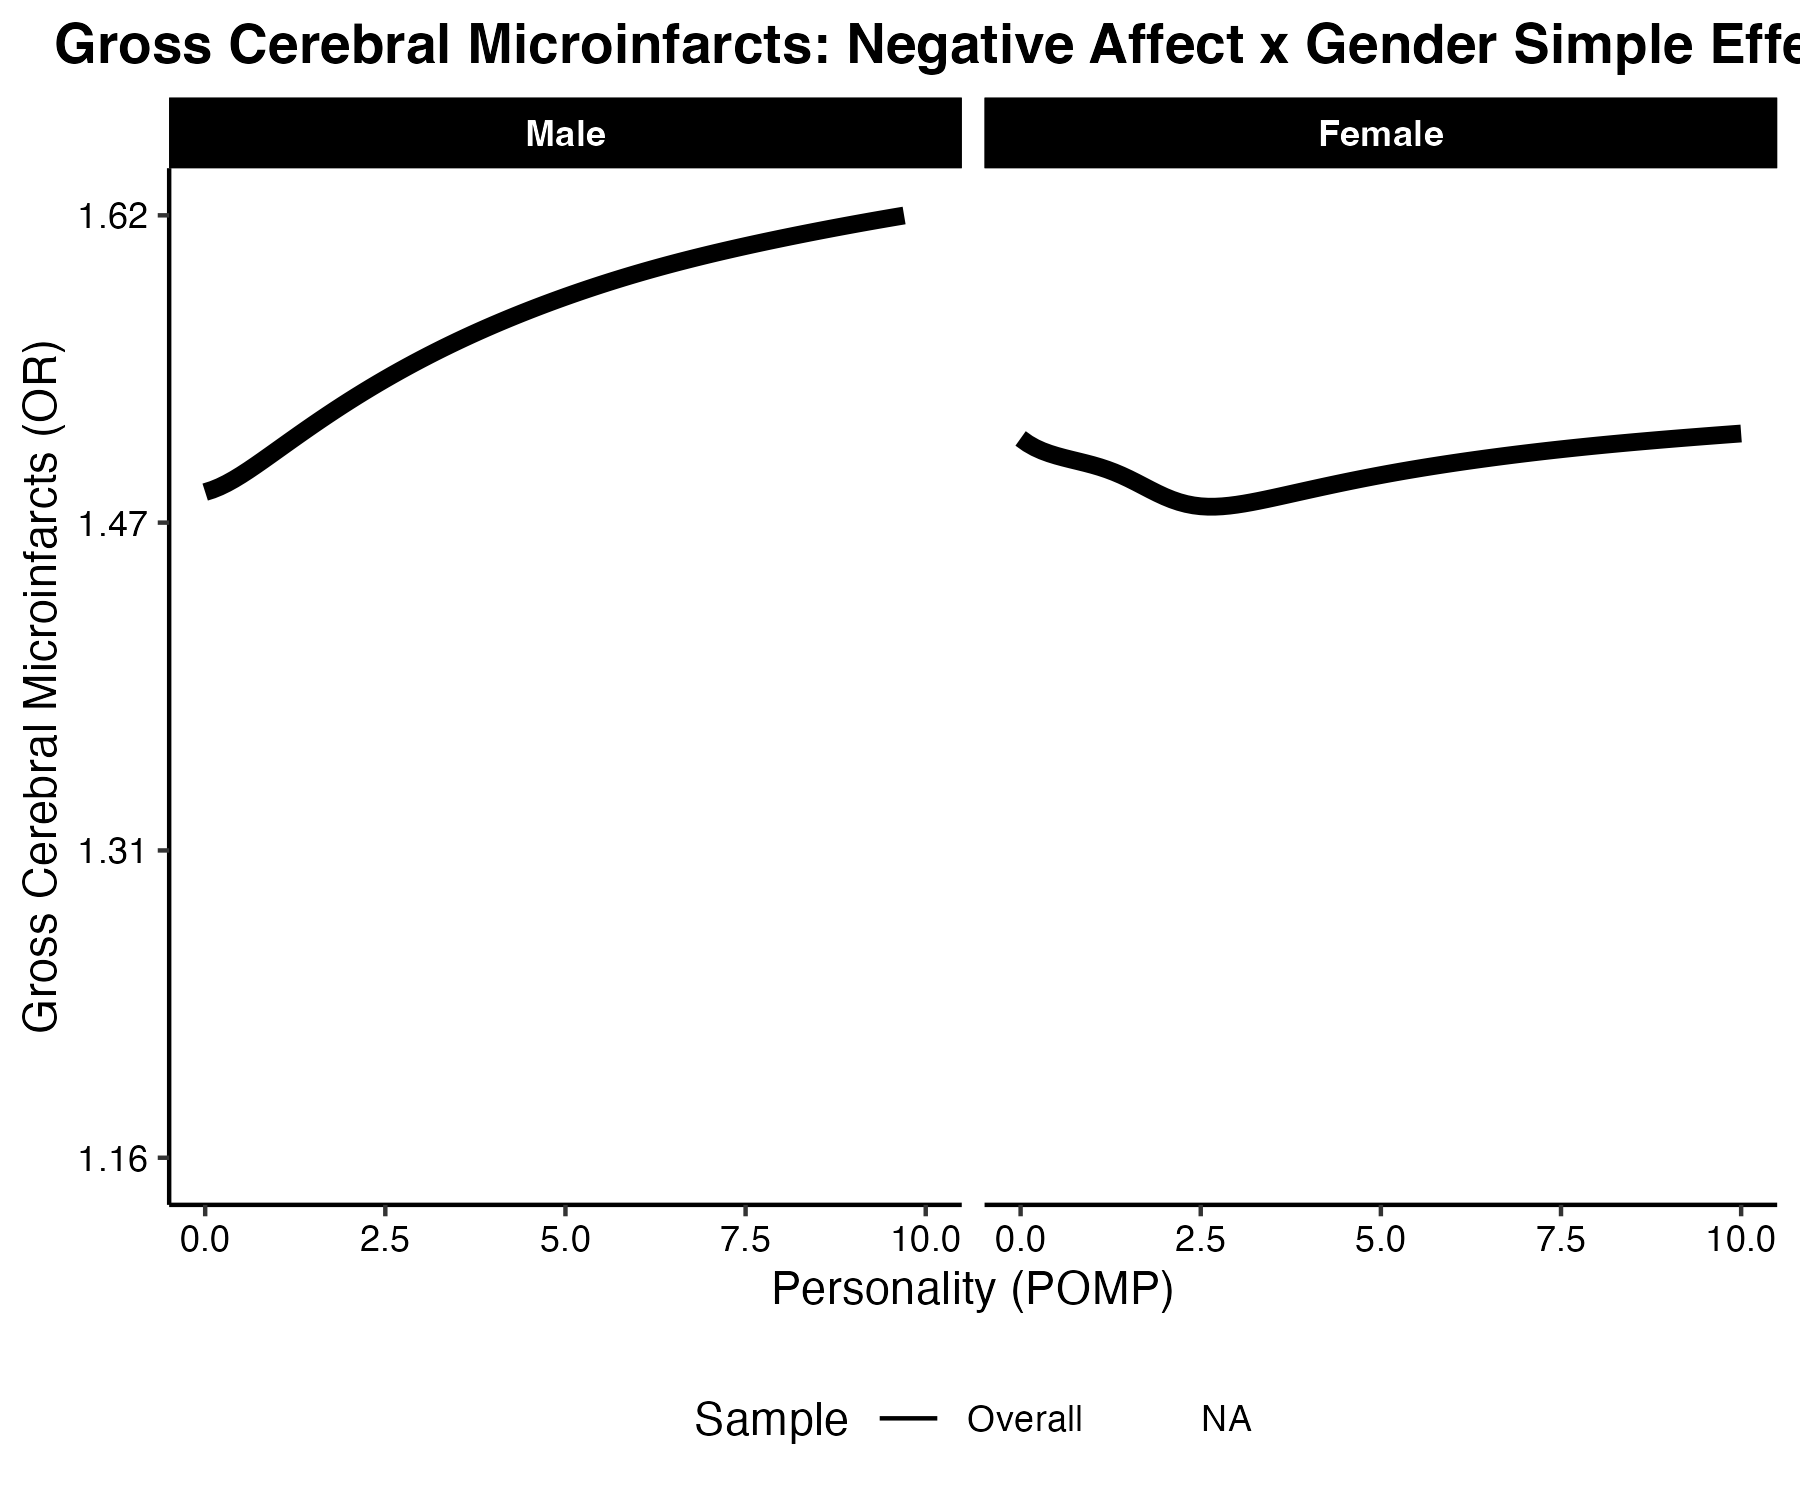 Gross Cerebral Microinfarcts: Negative Affect x Gender Simple Effe
Male Female
Gross Cerebral Microinfarcts (OR)
1.62
1.47
1.31
1.16
0.0 2.5 5.0 7.5 10.0 0.0 2.5 5.0 7.5 10.0
Personality (POMP)
Sample Overall NA